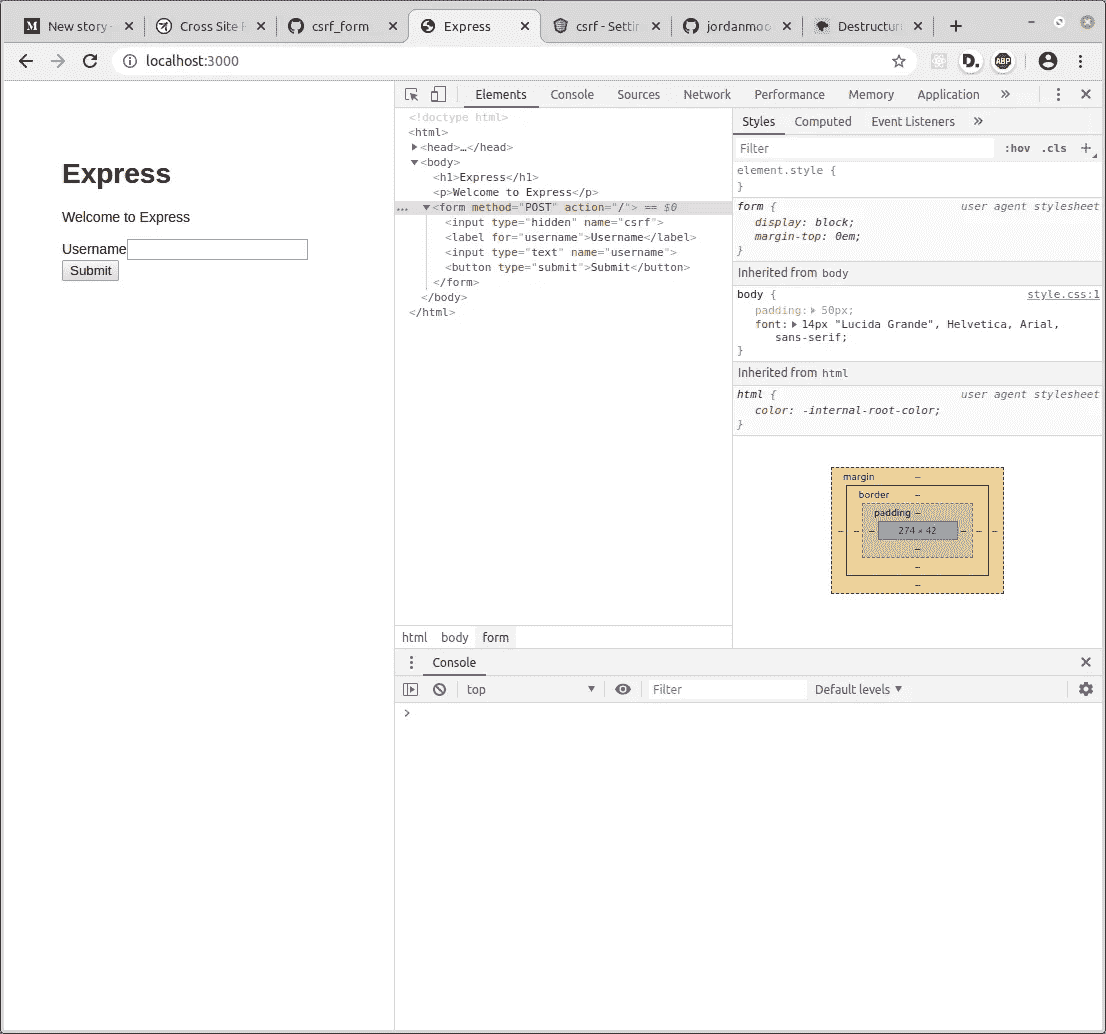 New story
Cross Site R
csrf_form
Express
csrf - Settin
jordanmoo
Destructuri
localhost:3000
D.
ABP
Express
Welcome to Express
Username
Submit
Elements Console Sources Network Performance Memory Application »
<!doctype html>
<html>
<head>…</head>
<body>
<h1>Express</h1>
<p>Welcome to Express</p>
… <form method="POST" action="/"> == $0
<input type="hidden" name="csrf">
<label for="username">Username</label>
<input type="text" name="username">
<button type="submit">Submit</button>
</form>
</body>
</html>
html body form
Styles Computed Event Listeners »
Filter :hov .cls +
element.style {
}
form { user agent stylesheet
display: block;
margin-top: 0em;
}
Inherited from body
body { style.css:1
padding: 50px;
font: 14px "Lucida Grande", Helvetica, Arial,
sans-serif;
}
Inherited from html
html { user agent stylesheet
color: -internal-root-color;
}
margin –
border –
padding –
– – – 274 × 42 – – –
–
–
–
Console
top Filter Default levels
>